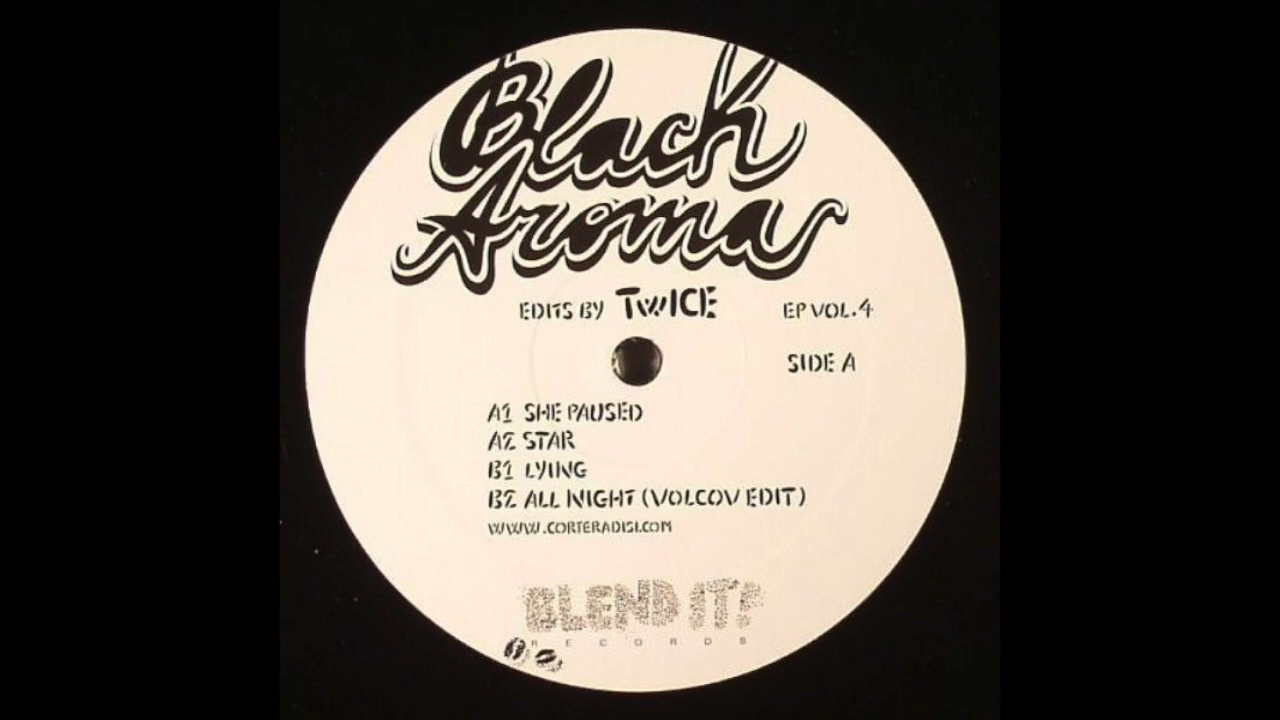 Black
Aroma
EDITS BY TWICE EP VOL.4
SIDE A
A1 SHE PAUSED
A2 STAR
B1 LYING
B2 ALL NIGHT (VOLCOV EDIT)
WWW.CORTERADISI.COM
BLEND IT!
RECORDS